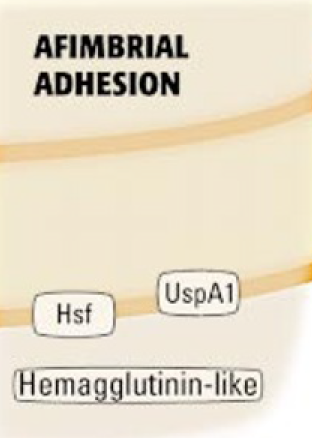 AFIMBRIAL
ADHESION
UspA1
Hsf
Hemagglutinin-like